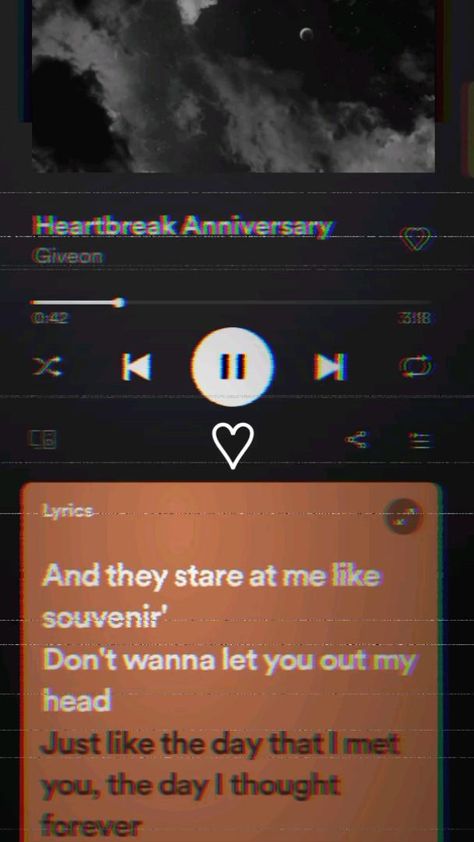 Heartbreak Anniversary
Giveon
0:42
3:18
Lyrics
And they stare at me like
souvenir'
Don't wanna let you out my
head
Just like the day that I met
you, the day I thought
forever